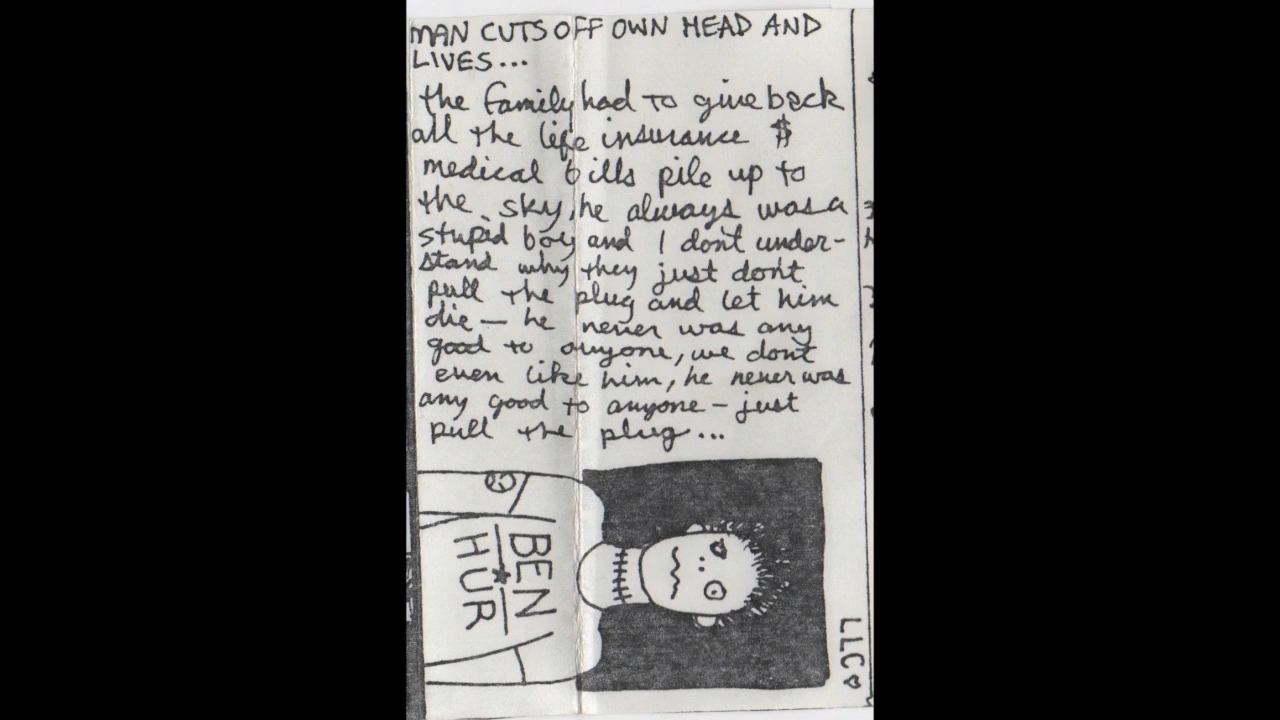 MAN CUTS OFF OWN HEAD AND
LIVES...
the family had to give back
all the life insurance $
medical bills pile up to
the sky, he always was a
stupid boy and I don't under-
stand why they just don't
pull the plug and let him
die — he never was any
good to anyone, we don't
even like him, he never was
any good to anyone – just
pull the plug...
BEN
HUR
LLC